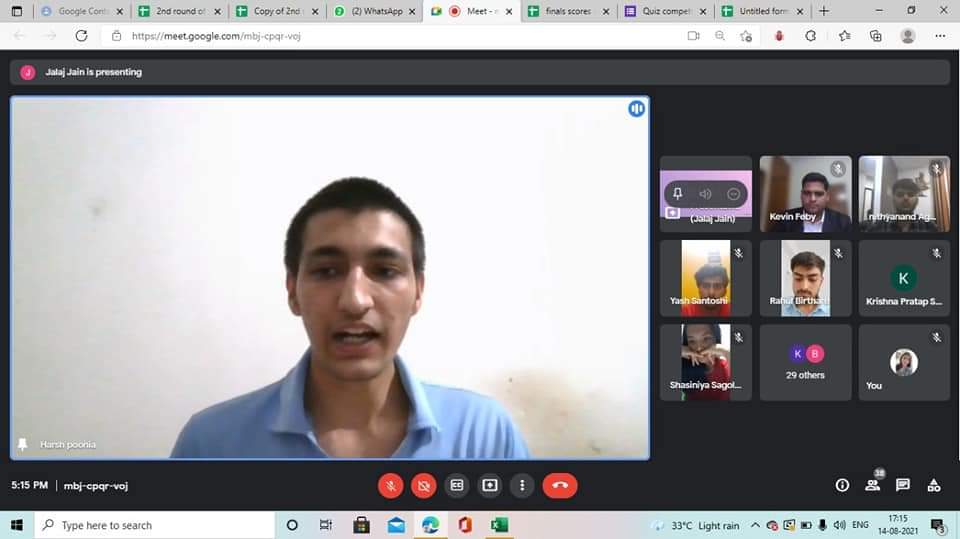 Google Conta
2nd round of
Copy of 2nd
(2) WhatsApp
Meet -
finals scores
Quiz compet
Untitled form
https://meet.google.com/mbj-cpqr-voj
J
Jalaj Jain is presenting
(Jalaj Jain)
Kevin Feby
nithyanand Ag...
Yash Santoshi
Rahul Birthar
K
Krishna Pratap S...
Shasiniya Sagol...
K B
29 others
You
Harsh poonia
5:15 PM | mbj-cpqr-voj
38
Type here to search
33°C Light rain
ENG
17:15
14-08-2021
3